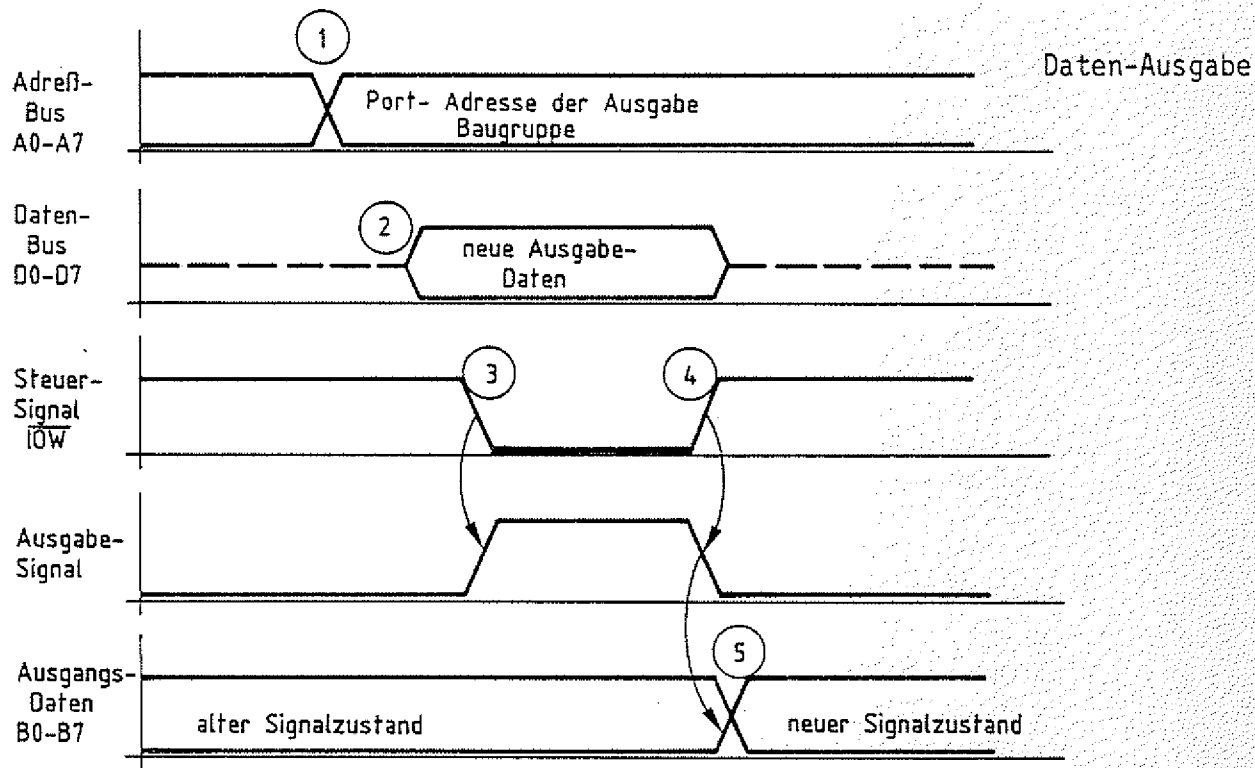 Daten-Ausgabe
1
Adreß-
Bus
A0-A7
Port- Adresse der Ausgabe
Baugruppe
Daten-
Bus
D0-D7
2
neue Ausgabe-
Daten
Steuer-
Signal
I̅O̅W̅
3
4
Ausgabe-
Signal
Ausgangs-
Daten
B0-B7
5
alter Signalzustand
neuer Signalzustand